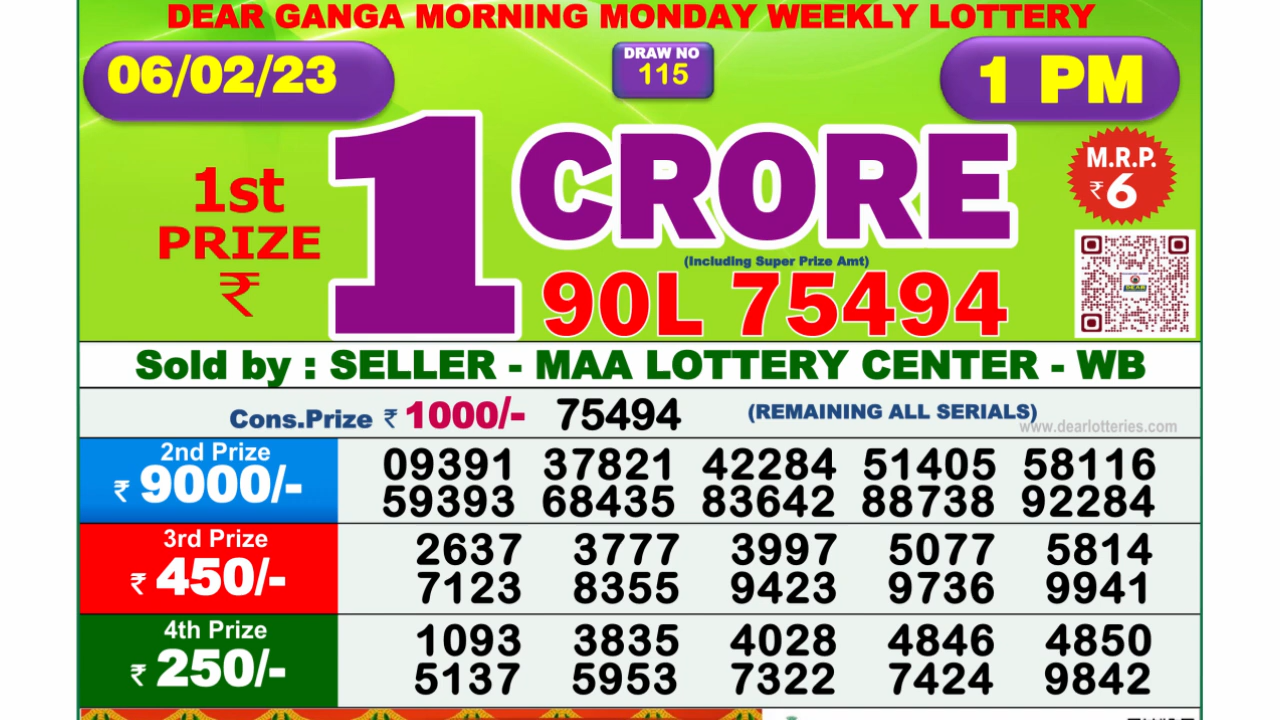 DEAR GANGA MORNING MONDAY WEEKLY LOTTERY
06/02/23
DRAW NO
115
1 PM
1st
PRIZE
₹
1 CRORE
(Including Super Prize Amt)
90L 75494
M.R.P.
₹ 6
Sold by : SELLER - MAA LOTTERY CENTER - WB
Cons.Prize ₹ 1000/- 75494 (REMAINING ALL SERIALS)
www.dearlotteries.com
2nd Prize
₹ 9000/-
09391 37821 42284 51405 58116
59393 68435 83642 88738 92284
3rd Prize
₹ 450/-
2637 3777 3997 5077 5814
7123 8355 9423 9736 9941
4th Prize
₹ 250/-
1093 3835 4028 4846 4850
5137 5953 7322 7424 9842